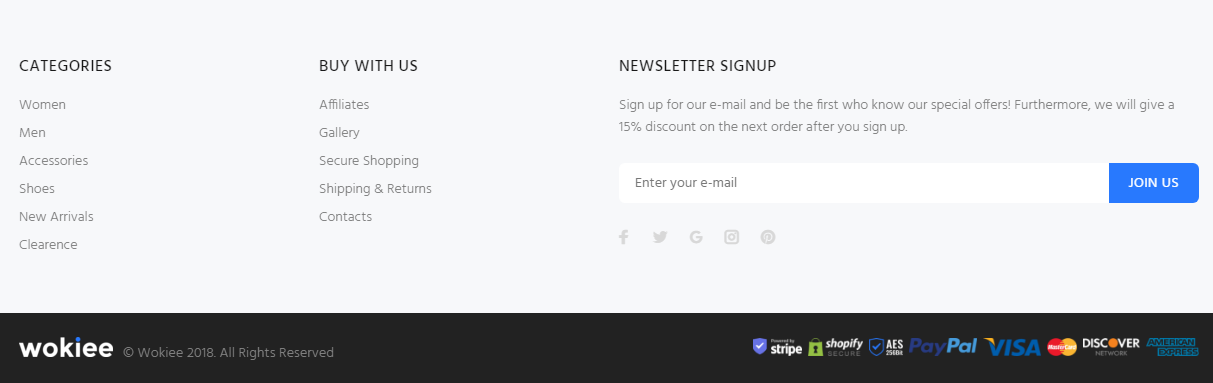 CATEGORIES
Women
Men
Accessories
Shoes
New Arrivals
Clearence
BUY WITH US
Affiliates
Gallery
Secure Shopping
Shipping & Returns
Contacts
NEWSLETTER SIGNUP
Sign up for our e-mail and be the first who know our special offers! Furthermore, we will give a
15% discount on the next order after you sign up.
Enter your e-mail
JOIN US
wokiee
© Wokiee 2018. All Rights Reserved
Powered by
stripe
shopify
SECURE
AES
256Bit
PayPal
VISA
MasterCard
DISCOVER
NETWORK
AMERICAN
EXPRESS